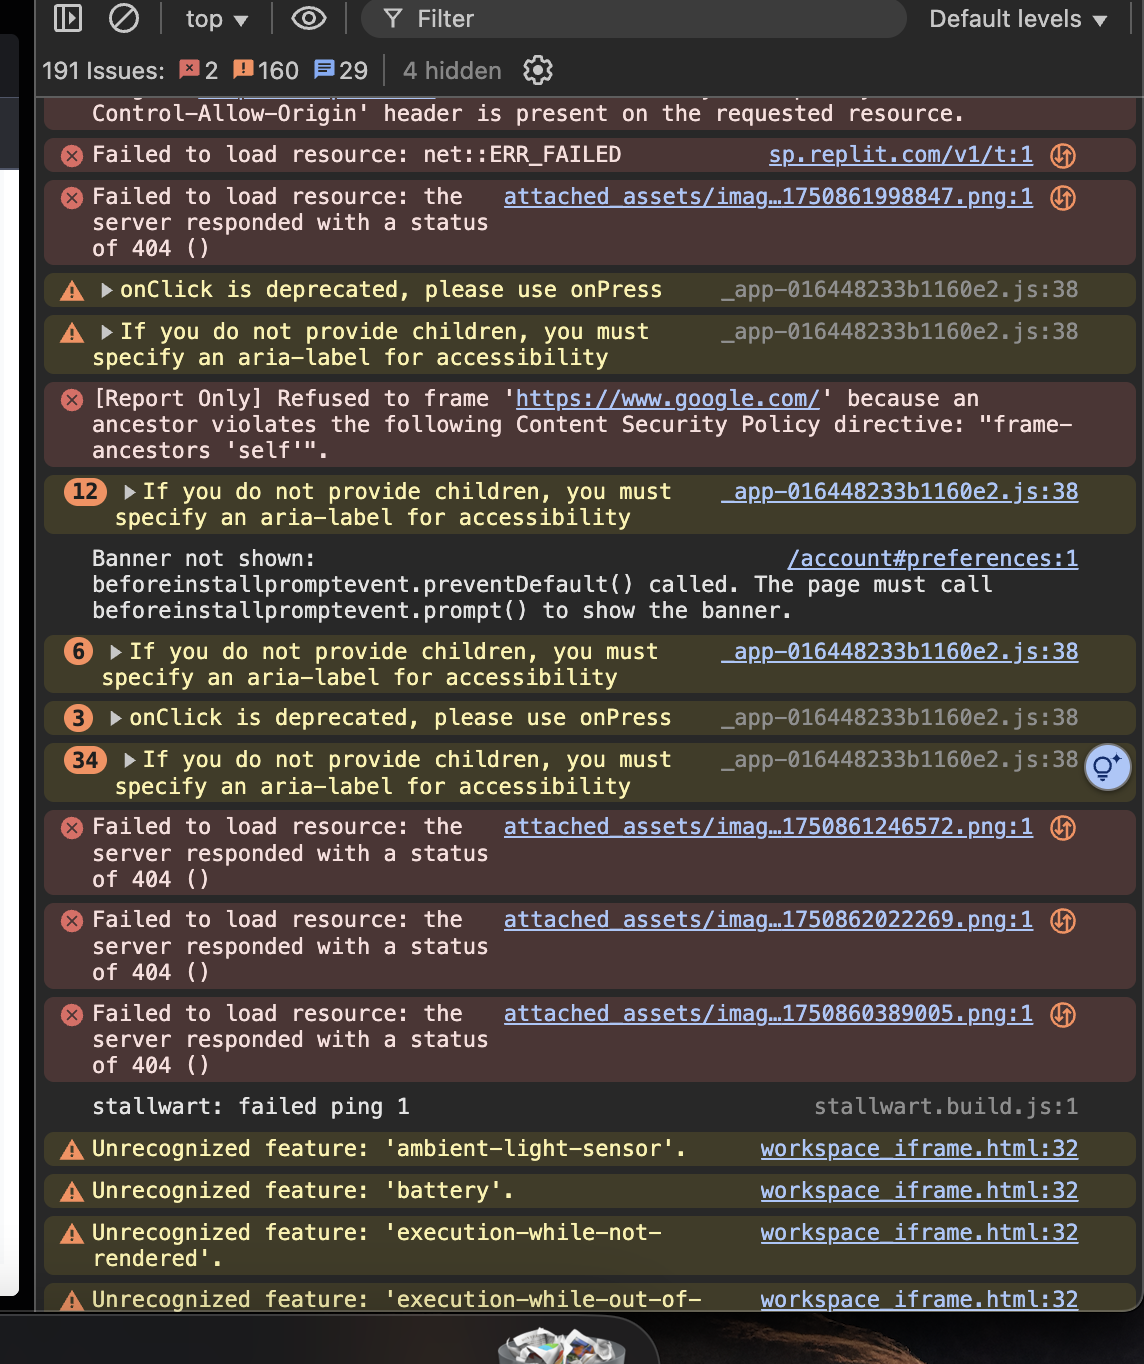 top ▼
Filter
Default levels ▼
191 Issues: 2 160 29 4 hidden
Control-Allow-Origin' header is present on the requested resource.
Failed to load resource: net::ERR_FAILED sp.replit.com/v1/t:1
Failed to load resource: the attached_assets/imag…1750861998847.png:1
server responded with a status
of 404 ()
▶onClick is deprecated, please use onPress _app-016448233b1160e2.js:38
▶If you do not provide children, you must _app-016448233b1160e2.js:38
specify an aria-label for accessibility
[Report Only] Refused to frame 'https://www.google.com/' because an
ancestor violates the following Content Security Policy directive: "frame-
ancestors 'self'".
12 ▶If you do not provide children, you must _app-016448233b1160e2.js:38
specify an aria-label for accessibility
Banner not shown: /account#preferences:1
beforeinstallpromptevent.preventDefault() called. The page must call
beforeinstallpromptevent.prompt() to show the banner.
6 ▶If you do not provide children, you must _app-016448233b1160e2.js:38
specify an aria-label for accessibility
3 ▶onClick is deprecated, please use onPress _app-016448233b1160e2.js:38
34 ▶If you do not provide children, you must _app-016448233b1160e2.js:38
specify an aria-label for accessibility
Failed to load resource: the attached_assets/imag…1750861246572.png:1
server responded with a status
of 404 ()
Failed to load resource: the attached_assets/imag…1750862022269.png:1
server responded with a status
of 404 ()
Failed to load resource: the attached_assets/imag…1750860389005.png:1
server responded with a status
of 404 ()
stallwart: failed ping 1 stallwart.build.js:1
Unrecognized feature: 'ambient-light-sensor'. workspace_iframe.html:32
Unrecognized feature: 'battery'. workspace_iframe.html:32
Unrecognized feature: 'execution-while-not- workspace_iframe.html:32
rendered'.
Unrecognized feature: 'execution-while-out-of- workspace_iframe.html:32